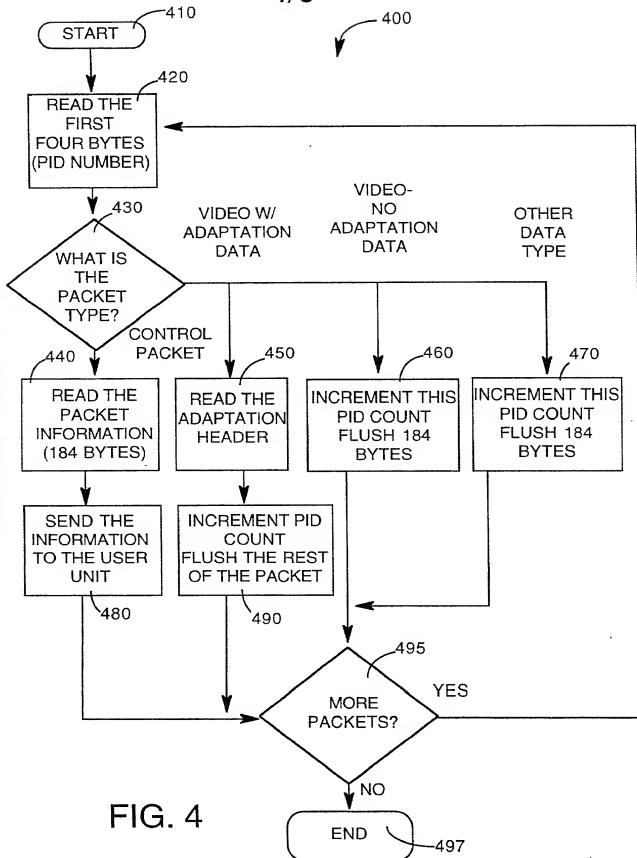 410
START
400
420
READ THE
FIRST
FOUR BYTES
(PID NUMBER)
430
WHAT IS
THE
PACKET
TYPE?
VIDEO W/
ADAPTATION
DATA
VIDEO-
NO
ADAPTATION
DATA
OTHER
DATA
TYPE
CONTROL
PACKET
440
READ THE
PACKET
INFORMATION
(184 BYTES)
450
READ THE
ADAPTATION
HEADER
460
INCREMENT THIS
PID COUNT
FLUSH 184
BYTES
470
INCREMENT THIS
PID COUNT
FLUSH 184
BYTES
SEND THE
INFORMATION
TO THE USER
UNIT
480
INCREMENT PID
COUNT
FLUSH THE REST
OF THE PACKET
490
495
MORE
PACKETS?
YES
NO
END
497
FIG. 4